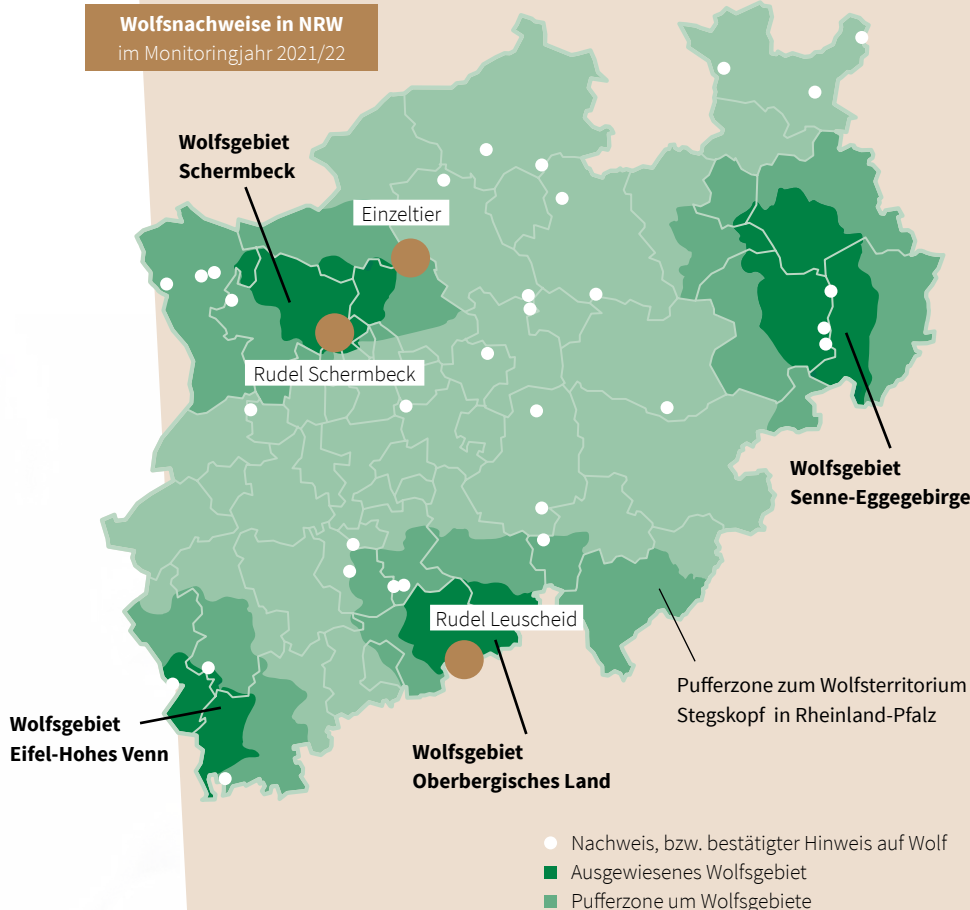 Wolfsnachweise in NRW
im Monitoringjahr 2021/22
Wolfsgebiet
Schermbeck
Einzeltier
Rudel Schermbeck
Wolfsgebiet
Senne-Eggegebirge
Rudel Leuscheid
Pufferzone zum Wolfsterritorium
Stegskopf in Rheinland-Pfalz
Wolfsgebiet
Eifel-Hohes Venn
Wolfsgebiet
Oberbergisches Land
Nachweis, bzw. bestätigter Hinweis auf Wolf
Ausgewiesenes Wolfsgebiet
Pufferzone um Wolfsgebiete